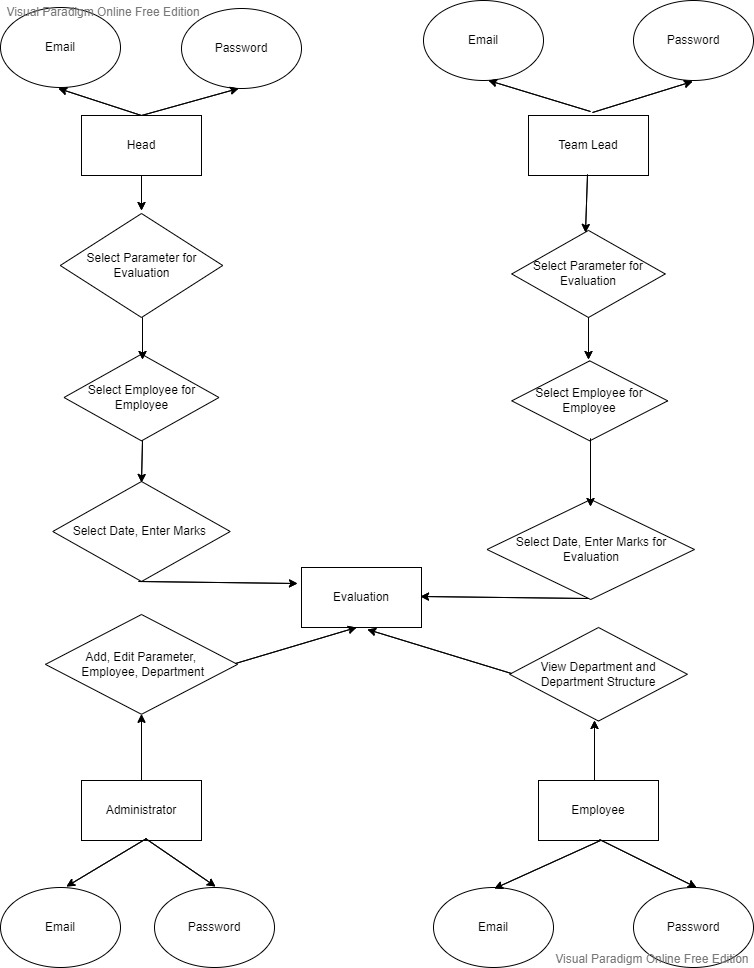 Visual Paradigm Online Free Edition
Email
Password
Email
Password
Head
Team Lead
Select Parameter for
Evaluation
Select Parameter for
Evaluation
Select Employee for
Employee
Select Employee for
Employee
Select Date, Enter Marks
Select Date, Enter Marks for
Evaluation
Evaluation
Add, Edit Parameter,
Employee, Department
View Department and
Department Structure
Administrator
Employee
Email
Password
Email
Password
Visual Paradigm Online Free Edition